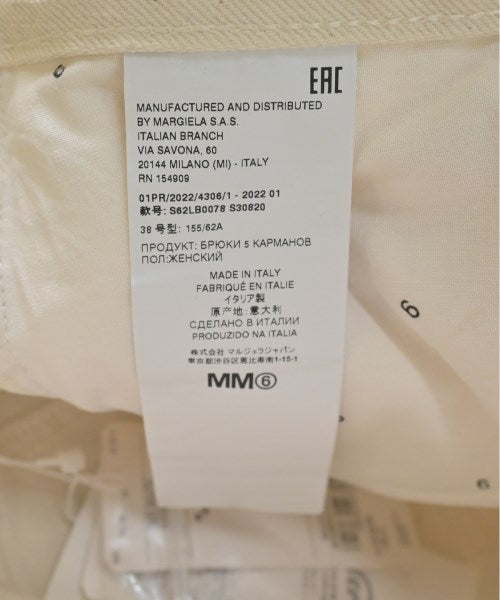 EAC
MANUFACTURED AND DISTRIBUTED
BY MARGIELA S.A.S.
ITALIAN BRANCH
VIA SAVONA, 60
20144 MILANO (MI) - ITALY
RN 154909
01PR/2022/4306/1 - 2022 01
款号: S62LB0078 S30820
38 号型: 155/62A
ПРОДУКТ: БРЮКИ 5 КАРМАНОВ
ПОЛ:ЖЕНСКИЙ
MADE IN ITALY
FABRIQUÉ EN ITALIE
イタリア製
原产地: 意大利
СДЕЛАНО В ИТАЛИИ
PRODUZIDO NA ITALIA
株式会社 マルジェラジャパン
東京都渋谷区恵比寿南1-15-1
MM⑥
6
6